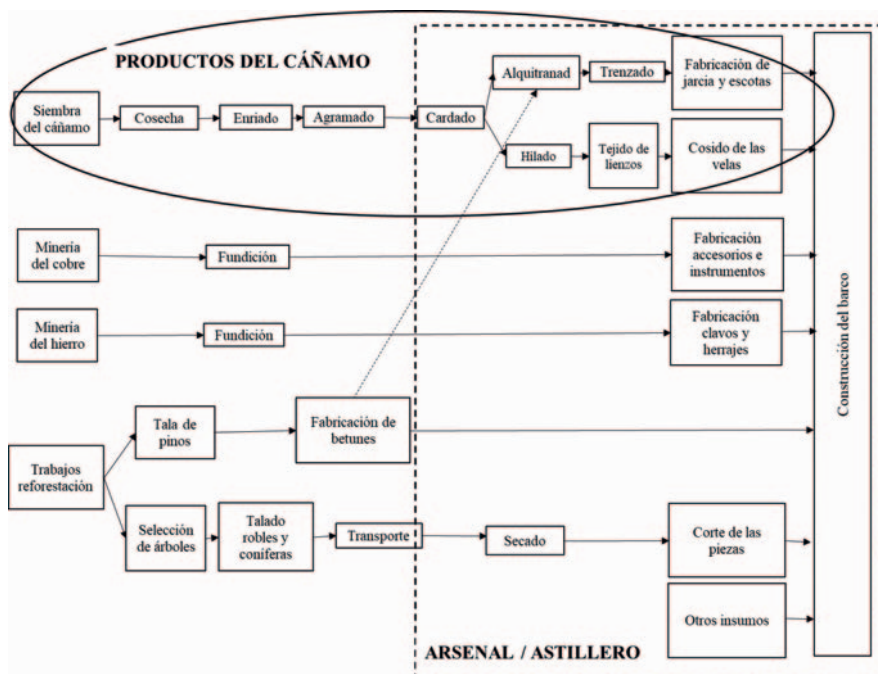 PRODUCTOS DEL CÁÑAMO
Siembra
del cáñamo
Cosecha
Enriado
Agramado
Cardado
Alquitranad
Trenzado
Fabricación de
jarcia y escotas
Hilado
Tejido de
lienzos
Cosido de las
velas
Minería
del cobre
Fundición
Fabricación
accesorios e
instrumentos
Minería
del hierro
Fundición
Fabricación
clavos y
herrajes
Trabajos
reforestación
Tala de
pinos
Fabricación de
betunes
Selección
de árboles
Talado
robles y
coníferas
Transporte
Secado
Corte de las
piezas
Otros insumos
Construcción del barco
ARSENAL / ASTILLERO